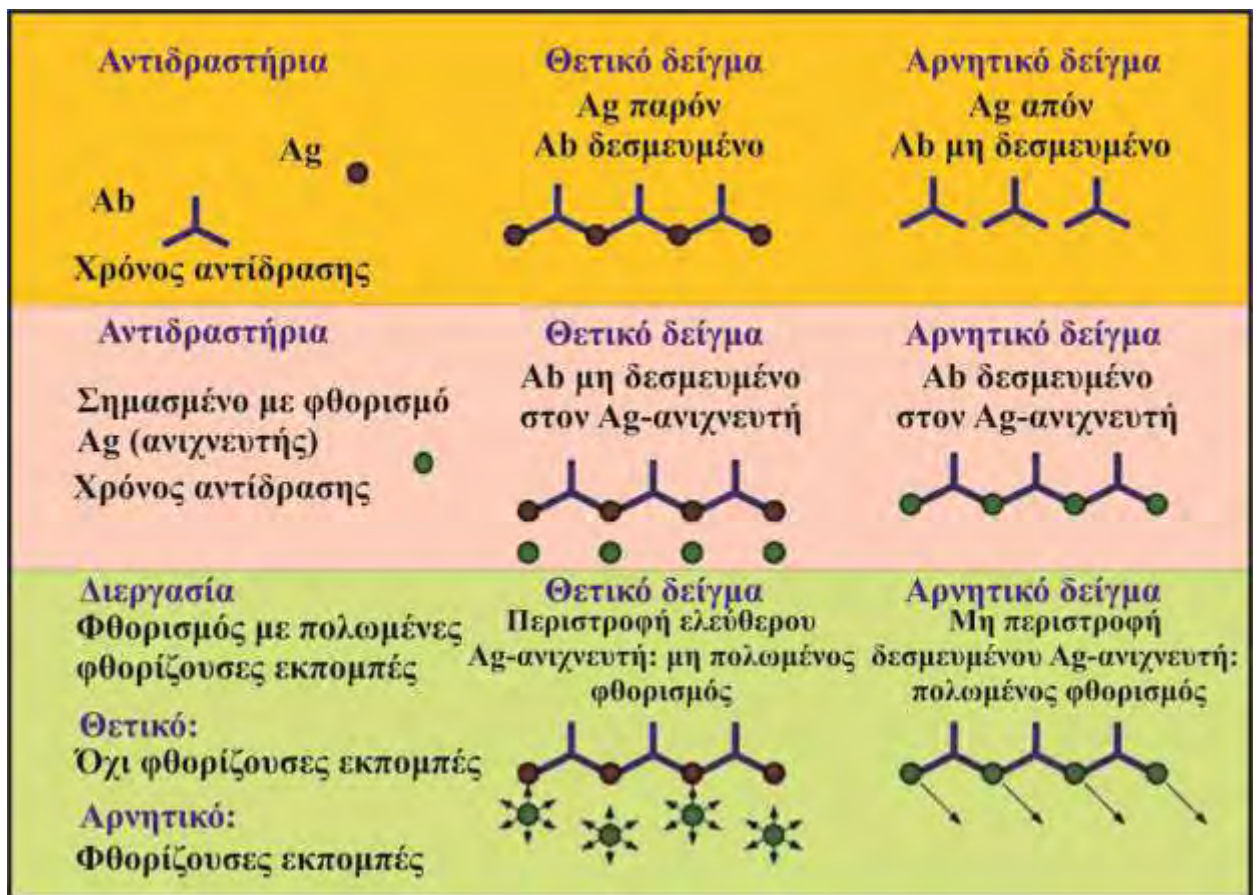 Αντιδραστήρια
Ag
Ab
Χρόνος αντίδρασης
Θετικό δείγμα
Ag παρόν
Ab δεσμευμένο
Αρνητικό δείγμα
Ag απόν
Ab μη δεσμευμένο
Αντιδραστήρια
Σημασμένο με φθορισμό
Ag (ανιχνευτής)
Χρόνος αντίδρασης
Θετικό δείγμα
Ab μη δεσμευμένο
στον Ag-ανιχνευτή
Αρνητικό δείγμα
Ab δεσμευμένο
στον Ag-ανιχνευτή
Διεργασία
Φθορισμός με πολωμένες
φθορίζουσες εκπομπές
Θετικό:
Όχι φθορίζουσες εκπομπές
Αρνητικό:
Φθορίζουσες εκπομπές
Θετικό δείγμα
Περιστροφή ελεύθερου
Ag-ανιχνευτή: μη πολωμένος
φθορισμός
Αρνητικό δείγμα
Μη περιστροφή
δεσμευμένου Ag-ανιχνευτή:
πολωμένος φθορισμός